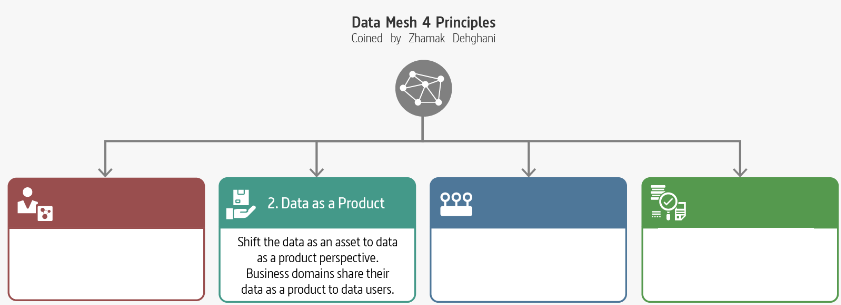 Data Mesh 4 Principles
Coined by Zhamak Dehghani
2. Data as a Product
Shift the data as an asset to data
as a product perspective.
Business domains share their
data as a product to data users.